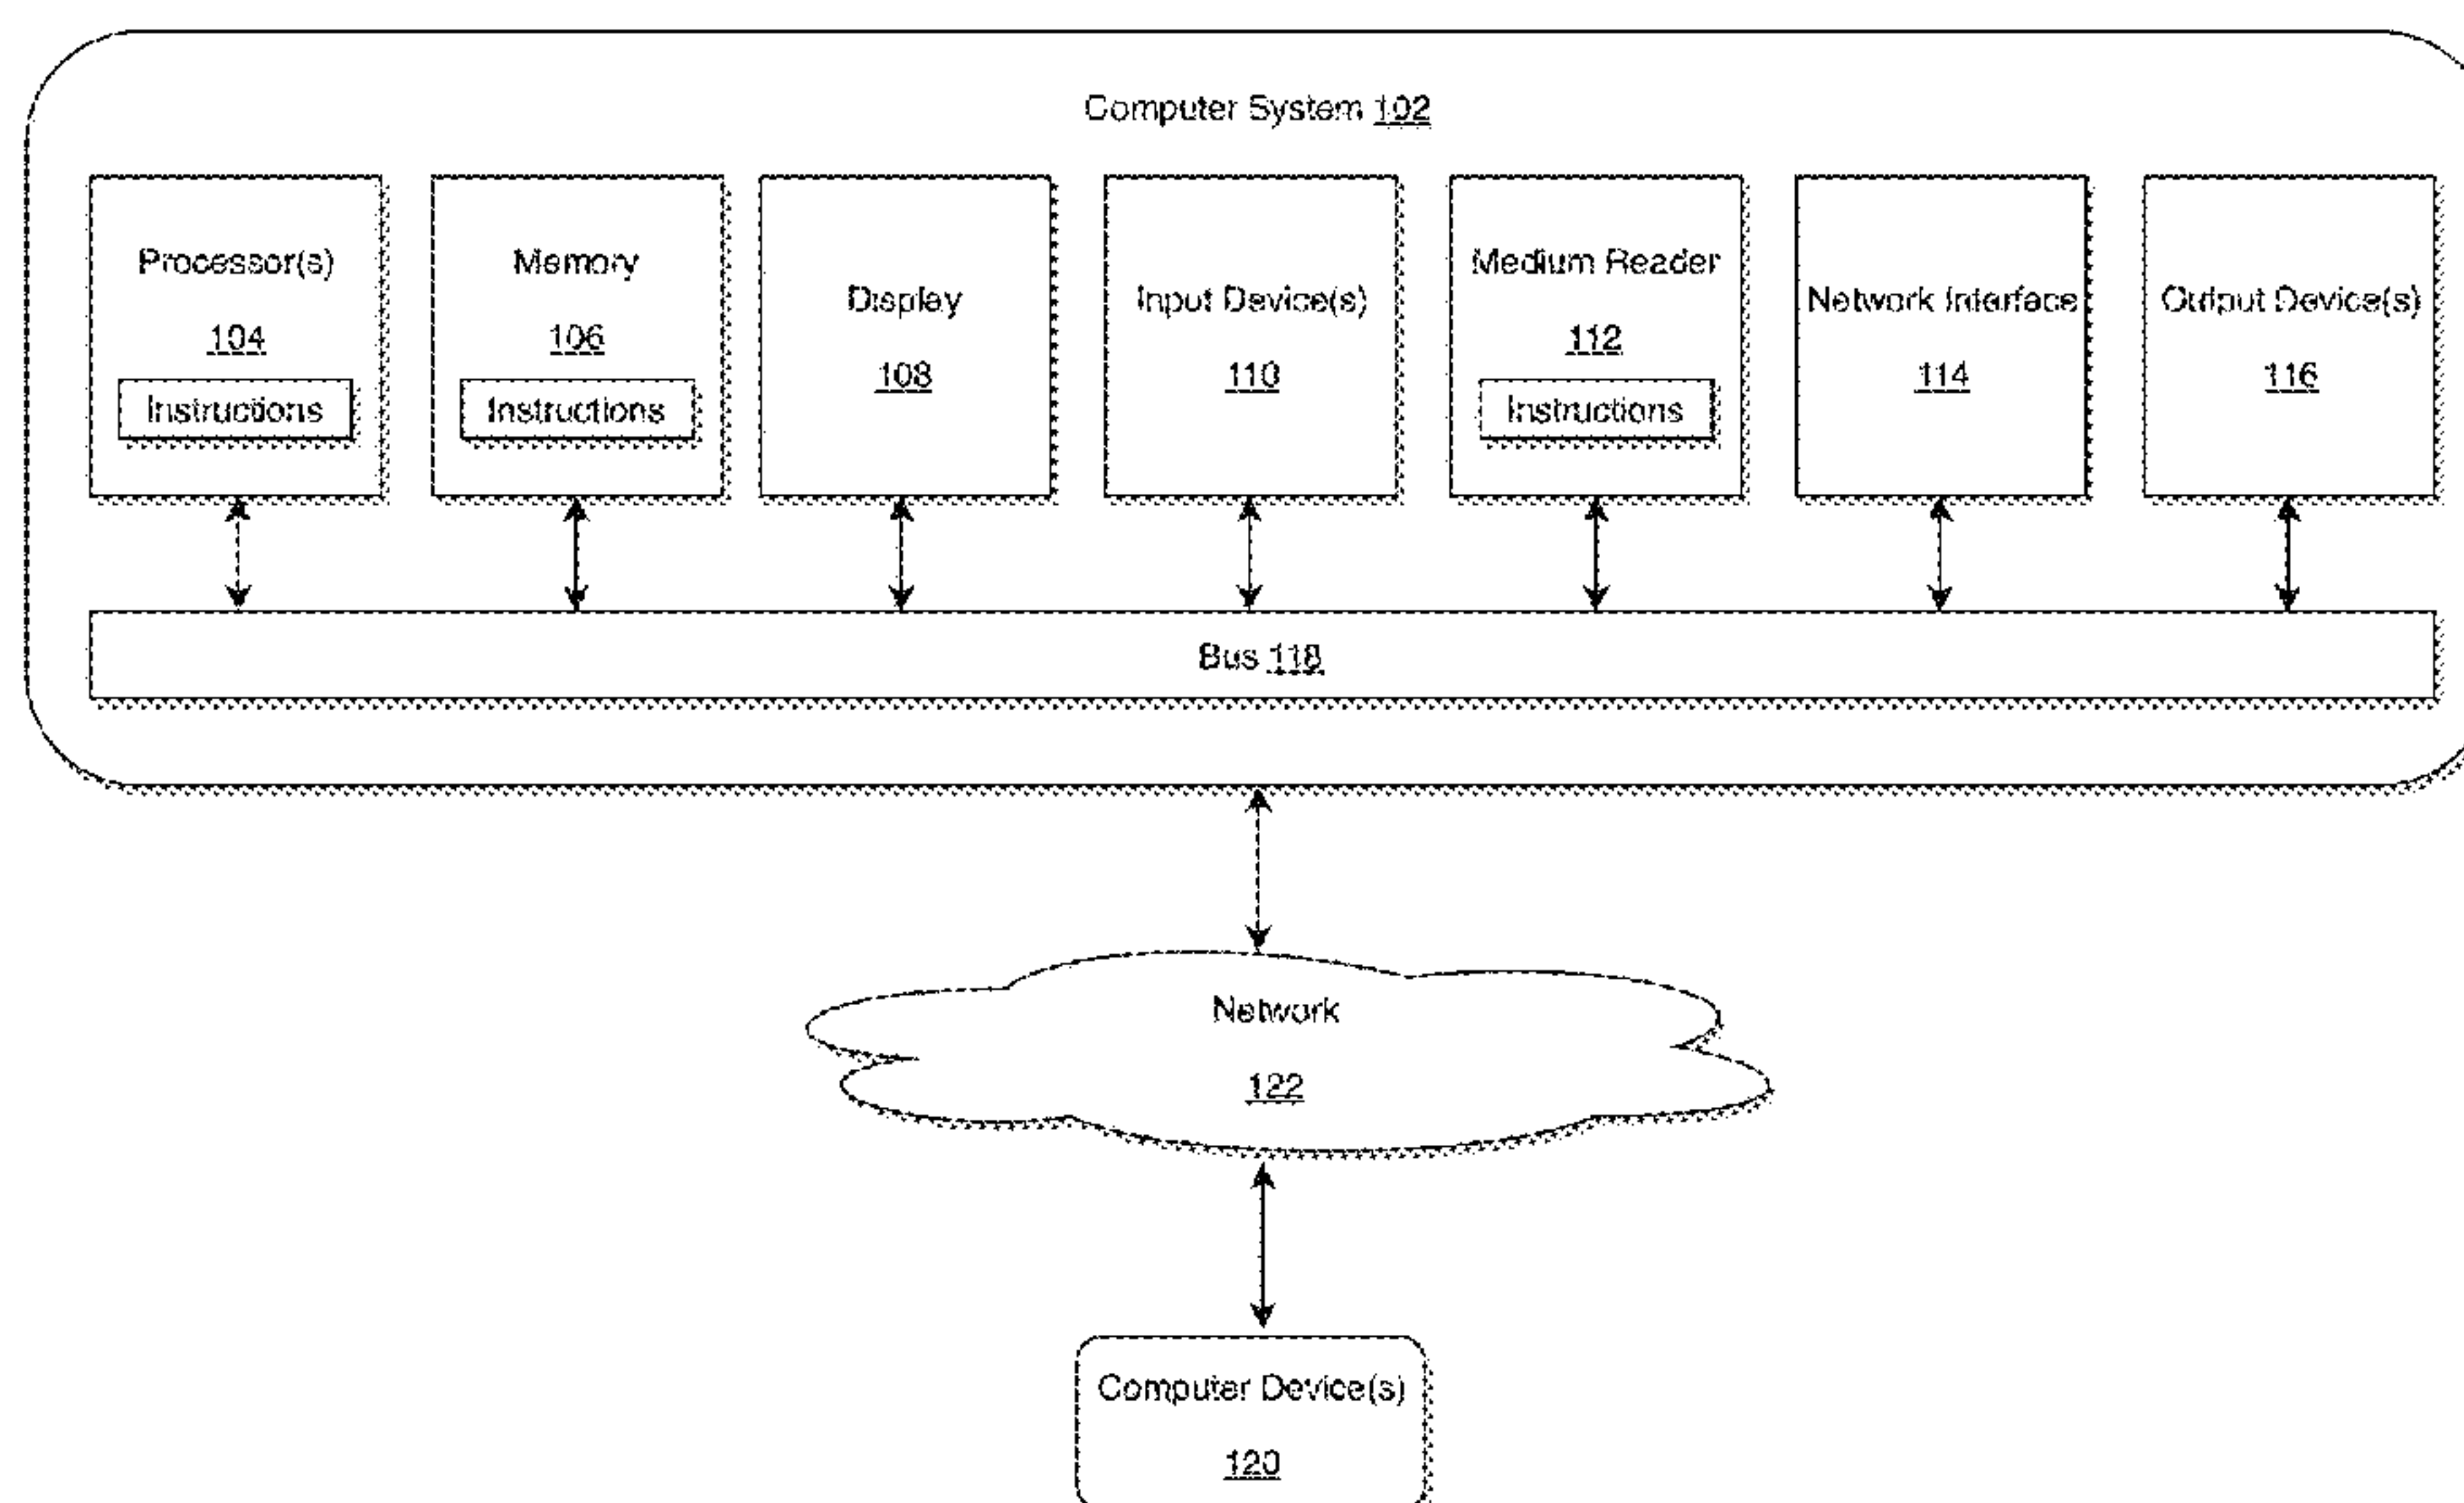 Computer System 102
Processor(s)
104
Instructions
Memory
106
Instructions
Display
108
Input Device(s)
110
Medium Reader
112
Instructions
Network Interface
114
Output Device(s)
116
Bus 118
Network
122
Computer Device(s)
120